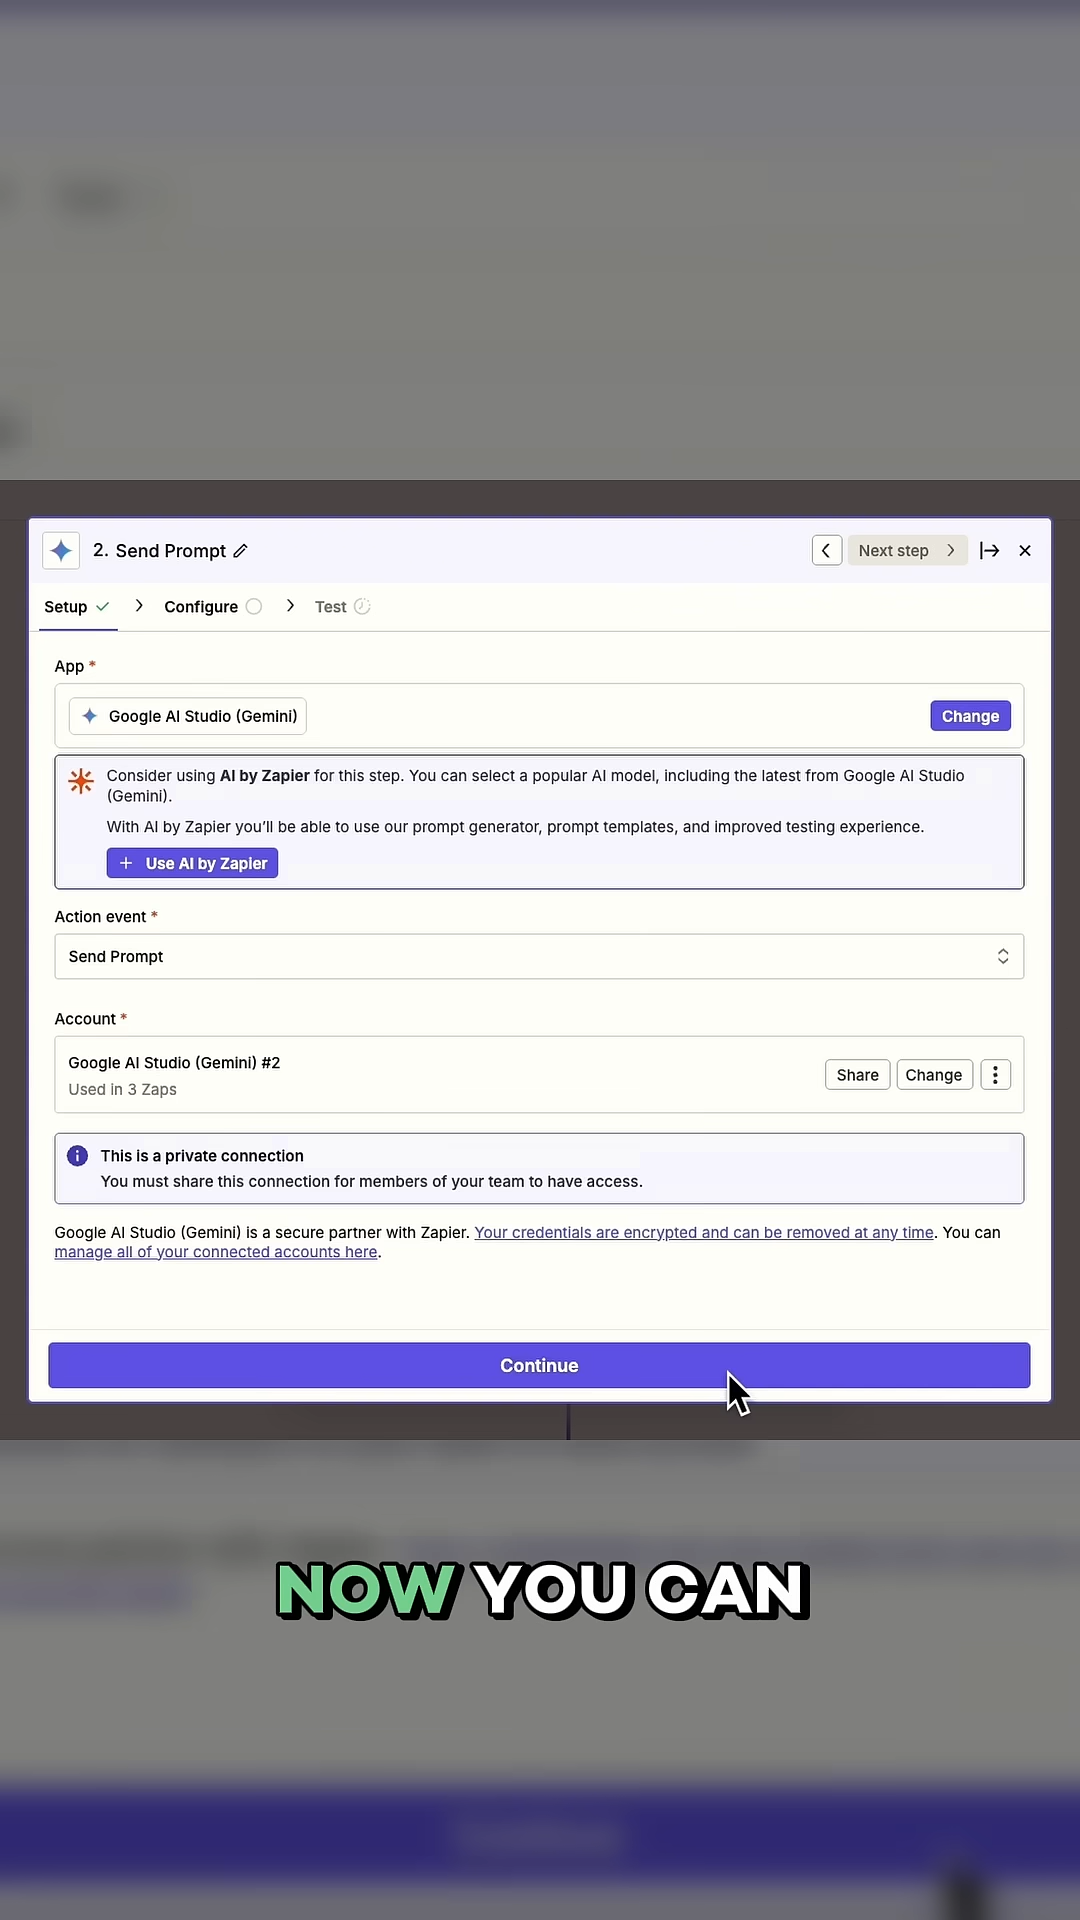 2. Send Prompt
Next step
Setup
Configure
Test
App *
Google AI Studio (Gemini)
Change
Consider using AI by Zapier for this step. You can select a popular AI model, including the latest from Google AI Studio
(Gemini).
With AI by Zapier you'll be able to use our prompt generator, prompt templates, and improved testing experience.
+ Use AI by Zapier
Action event *
Send Prompt
Account *
Google AI Studio (Gemini) #2
Used in 3 Zaps
Share
Change
This is a private connection
You must share this connection for members of your team to have access.
Google AI Studio (Gemini) is a secure partner with Zapier. Your credentials are encrypted and can be removed at any time. You can
manage all of your connected accounts here.
Continue
NOW YOU CAN